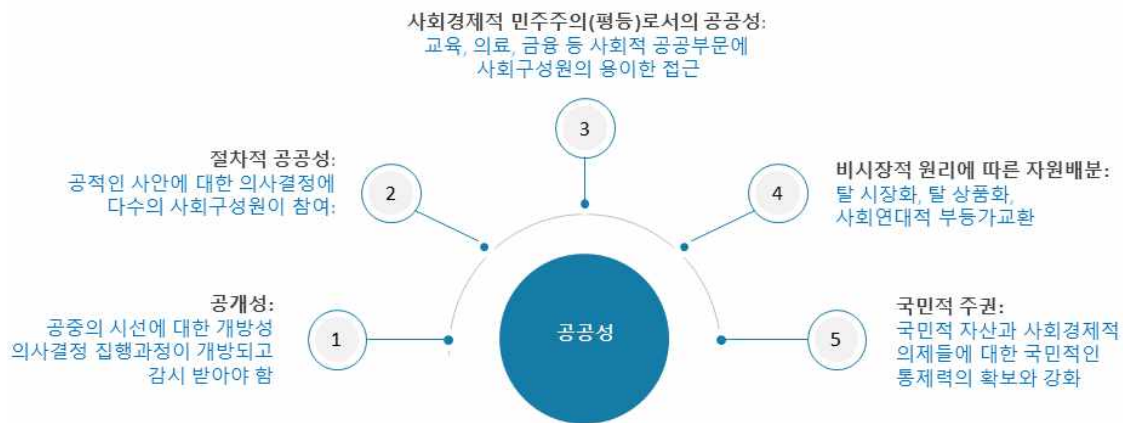 사회경제적 민주주의(평등)로서의 공공성:
교육, 의료, 금융 등 사회적 공공부문에
사회구성원의 용이한 접근
3
절차적 공공성:
공적인 사안에 대한 의사결정에
다수의 사회구성원이 참여:
2
4
비시장적 원리에 따른 자원배분:
탈 시장화, 탈 상품화,
사회연대적 부등가교환
공개성:
공중의 시선에 대한 개방성
의사결정 집행과정이 개방되고
감시 받아야 함
1
공공성
5
국민적 주권:
국민적 자산과 사회경제적
의제들에 대한 국민적인
통제력의 확보와 강화